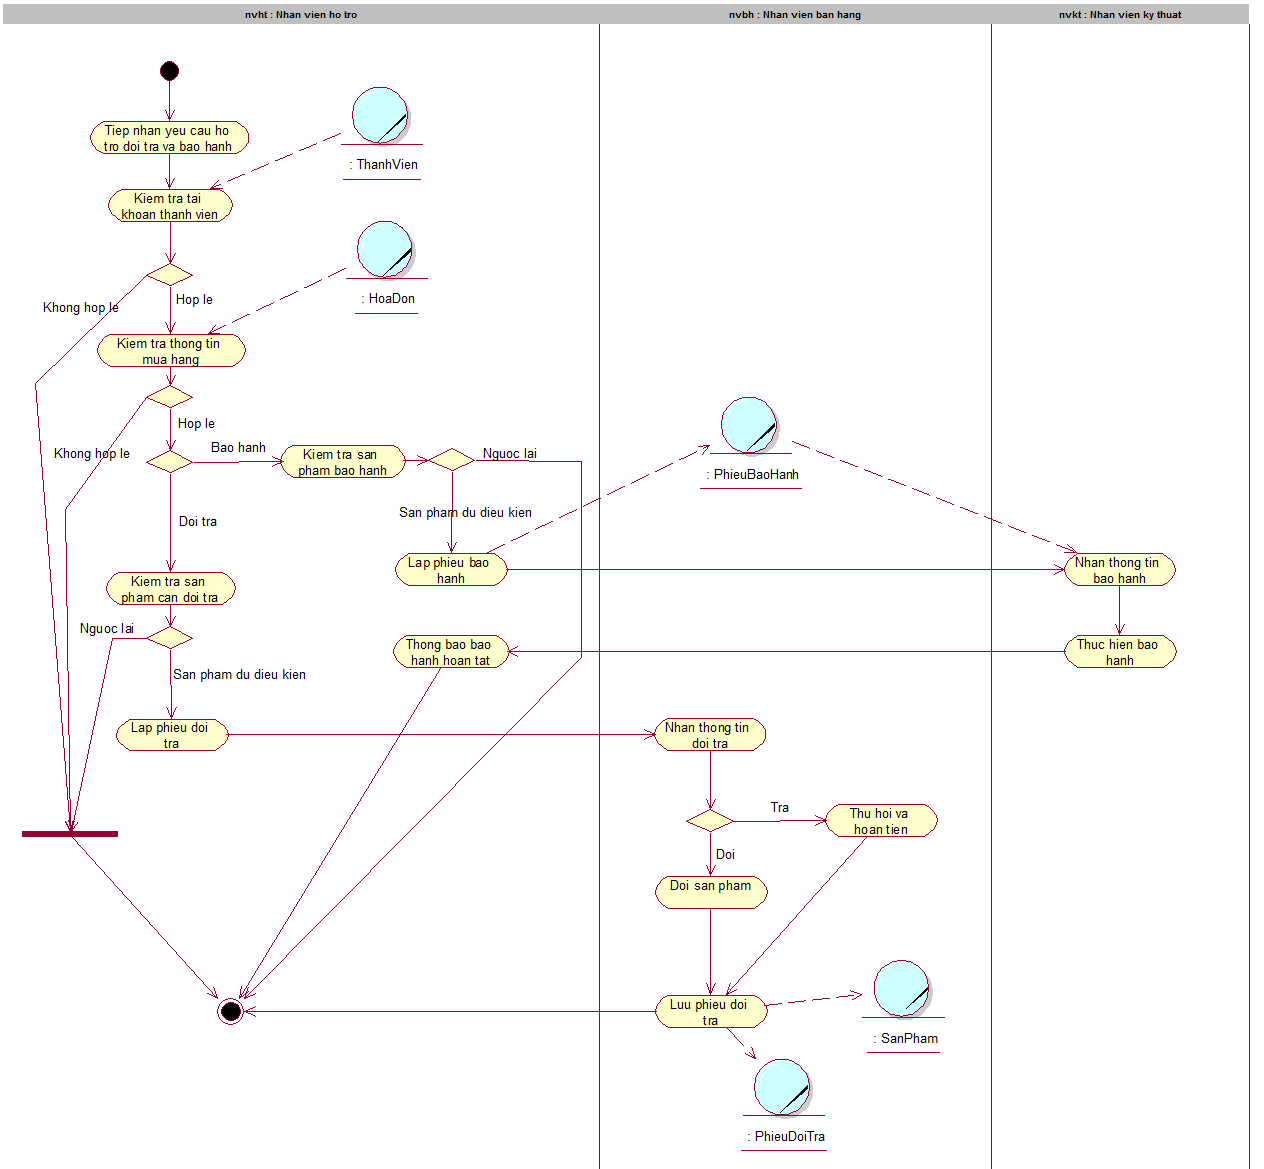 nvht : Nhan vien ho tro
nvbh : Nhan vien ban hang
nvkt : Nhan vien ky thuat
Tiep nhan yeu cau ho
tro doi tra va bao hanh
: ThanhVien
Kiem tra tai
khoan thanh vien
Khong hop le
Hop le
: HoaDon
Kiem tra thong tin
mua hang
Hop le
Khong hop le
Bao hanh
Kiem tra san
pham bao hanh
Nguoc lai
: PhieuBaoHanh
San pham du dieu kien
Doi tra
Lap phieu bao
hanh
Nhan thong tin
bao hanh
Kiem tra san
pham can doi tra
Nguoc lai
Thong bao bao
hanh hoan tat
Thuc hien bao
hanh
San pham du dieu kien
Lap phieu doi
tra
Nhan thong tin
doi tra
Tra
Thu hoi va
hoan tien
Doi
Doi san pham
Luu phieu doi
tra
: SanPham
: PhieuDoiTra